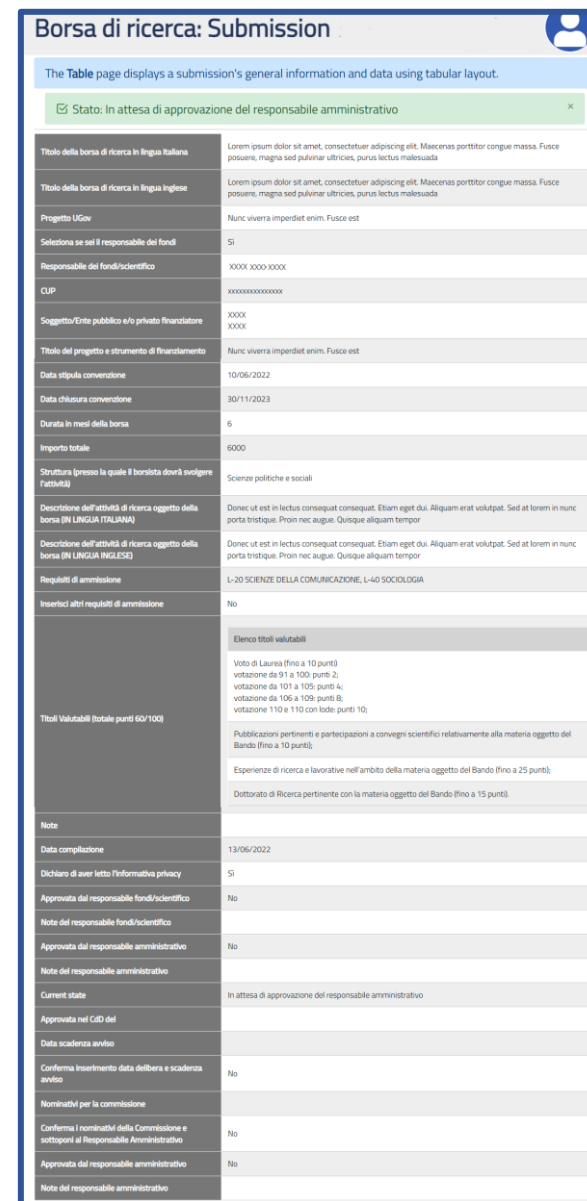 Borsa di ricerca: Submission
The Table page displays a submission's general information and data using tabular layout.
Stato: In attesa di approvazione del responsabile amministrativo ×
Titolo della borsa di ricerca in lingua italiana
Lorem ipsum dolor sit amet, consectetuer adipiscing elit. Maecenas porttitor congue massa. Fusce
posuere, magna sed pulvinar ultricies, purus lectus malesuada
Titolo della borsa di ricerca in lingua inglese
Lorem ipsum dolor sit amet, consectetuer adipiscing elit. Maecenas porttitor congue massa. Fusce
posuere, magna sed pulvinar ultricies, purus lectus malesuada
Progetto UGov
Nunc viverra imperdiet enim. Fusce est
Seleziona se sei il responsabile dei fondi
Sì
Responsabile dei fondi/scientifico
XXXX XXX-XXXX
CUP
xxxxxxxxxxxxxxx
Soggetto/Ente pubblico e/o privato finanziatore
XXXX
XXXX
Titolo del progetto e strumento di finanziamento
Nunc viverra imperdiet enim. Fusce est
Data stipula convenzione
10/06/2022
Data chiusura convenzione
30/11/2023
Durata in mesi della borsa
6
Importo totale
6000
Struttura (presso la quale il borsista dovrà svolgere
l'attività)
Scienze politiche e sociali
Descrizione dell'attività di ricerca oggetto della
borsa (IN LINGUA ITALIANA)
Donec ut est in lectus consequat consequat. Etiam eget dui. Aliquam erat volutpat. Sed at lorem in nunc
porta tristique. Proin nec augue. Quisque aliquam tempor
Descrizione dell'attività di ricerca oggetto della
borsa (IN LINGUA INGLESE)
Donec ut est in lectus consequat consequat. Etiam eget dui. Aliquam erat volutpat. Sed at lorem in nunc
porta tristique. Proin nec augue. Quisque aliquam tempor
Requisiti di ammissione
L-20 SCIENZE DELLA COMUNICAZIONE, L-40 SOCIOLOGIA
Inserisci altri requisiti di ammissione
No
Titoli Valutabili (totale punti 60/100)
Elenco titoli valutabili
Voto di Laurea (fino a 10 punti)
votazione da 91 a 100: punti 2;
votazione da 101 a 105: punti 4;
votazione da 106 a 109: punti 8;
votazione 110 e 110 con lode: punti 10;
Pubblicazioni pertinenti e partecipazioni a convegni scientifici relativamente alla materia oggetto del
Bando (fino a 10 punti);
Esperienze di ricerca e lavorative nell'ambito della materia oggetto del Bando (fino a 25 punti);
Dottorato di Ricerca pertinente con la materia oggetto del Bando (fino a 15 punti).
Note
Data compilazione
13/06/2022
Dichiaro di aver letto l'informativa privacy
Sì
Approvata dal responsabile fondi/scientifico
No
Note del responsabile fondi/scientifico
Approvata dal responsabile amministrativo
No
Note del responsabile amministrativo
Current state
In attesa di approvazione del responsabile amministrativo
Approvata nel CdD del
Data scadenza avviso
Conferma inserimento data delibera e scadenza
avviso
No
Nominativi per la commissione
Conferma i nominativi della Commissione e
sottoponi al Responsabile Amministrativo
No
Approvata dal responsabile amministrativo
No
Note del responsabile amministrativo